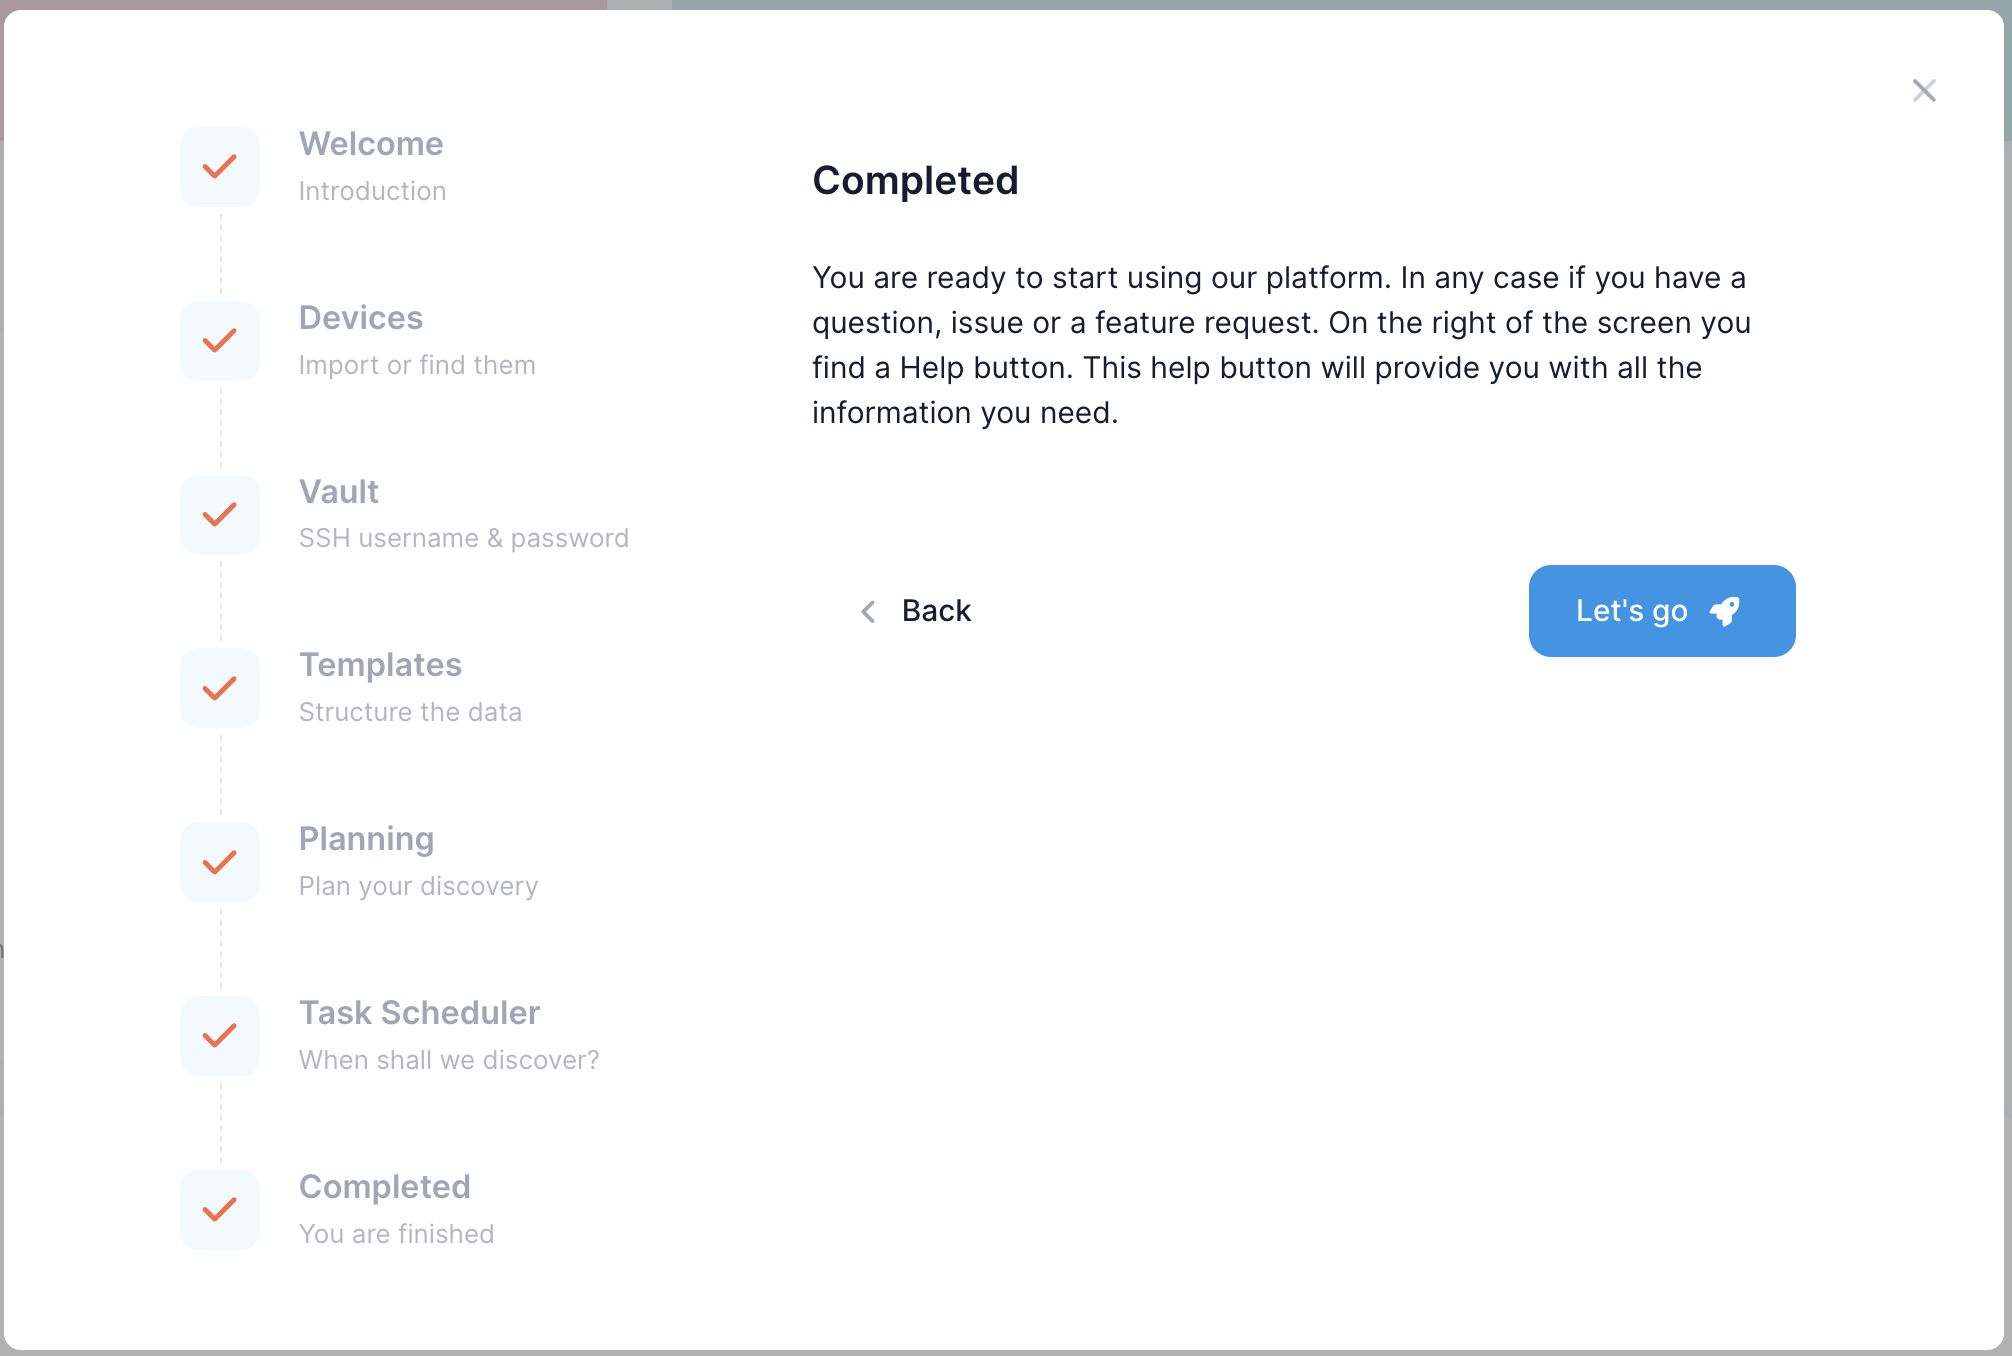 Welcome
Introduction
Devices
Import or find them
Vault
SSH username & password
Templates
Structure the data
Planning
Plan your discovery
Task Scheduler
When shall we discover?
Completed
You are finished
Completed
You are ready to start using our platform. In any case if you have a
question, issue or a feature request. On the right of the screen you
find a Help button. This help button will provide you with all the
information you need.
Back
Let's go